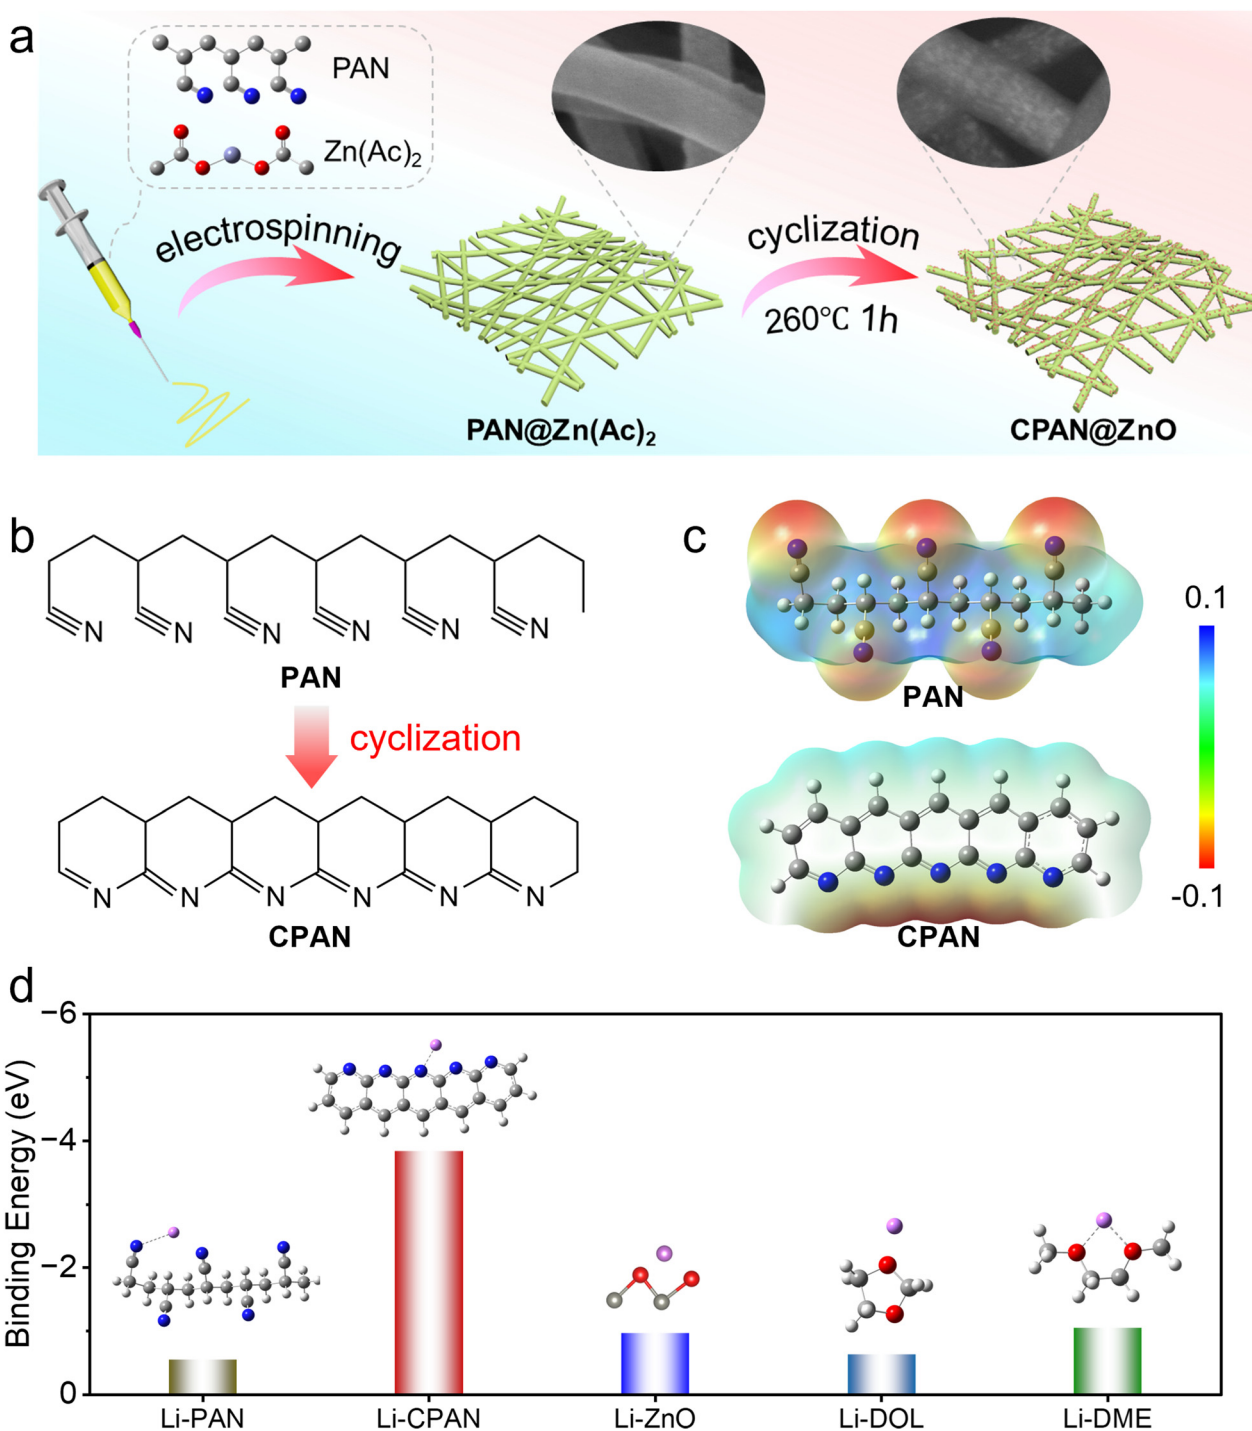 a
PAN
Zn(Ac)₂
electrospinning
cyclization
260℃ 1h
PAN@Zn(Ac)₂
CPAN@ZnO
b
N N N N N N
PAN
cyclization
N N N N N N
CPAN
c
PAN
CPAN
0.1
-0.1
d
Binding Energy (eV)
−6
−4
−2
0
Li-PAN Li-CPAN Li-ZnO Li-DOL Li-DME